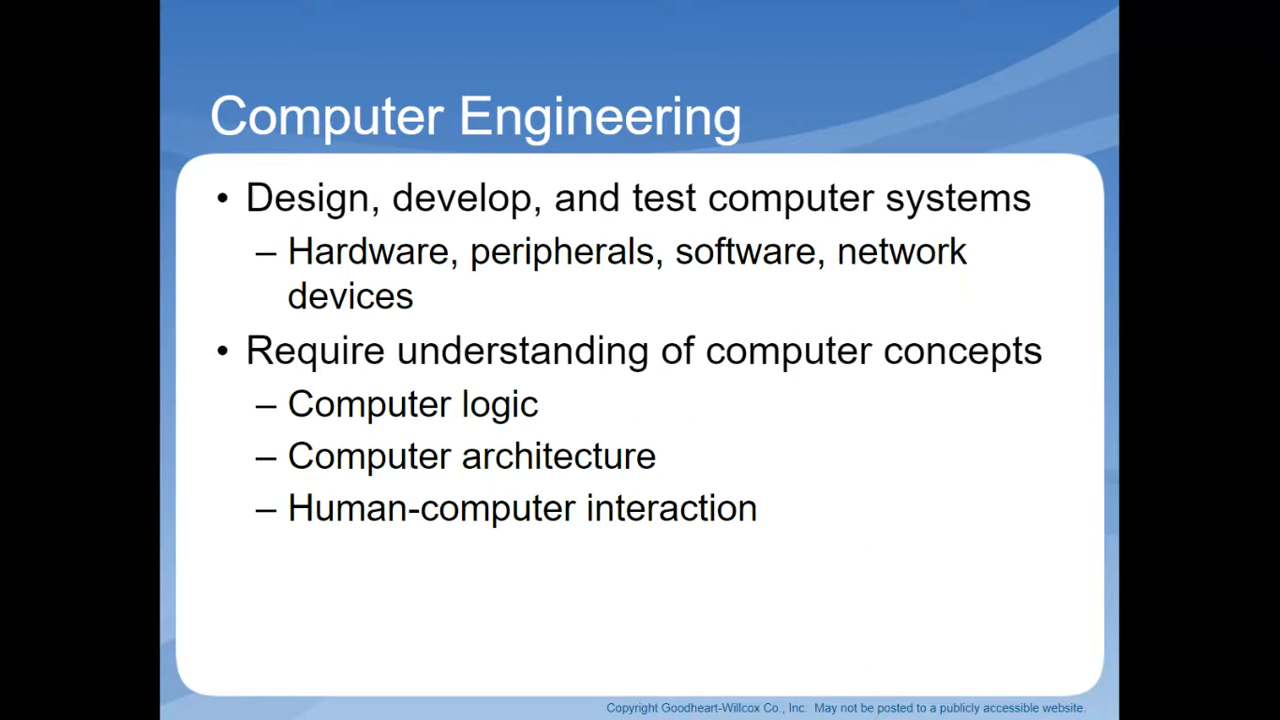 Computer Engineering
• Design, develop, and test computer systems
– Hardware, peripherals, software, network
devices
• Require understanding of computer concepts
– Computer logic
– Computer architecture
– Human-computer interaction
Copyright Goodheart-Willcox Co., Inc. May not be posted to a publicly accessible website.